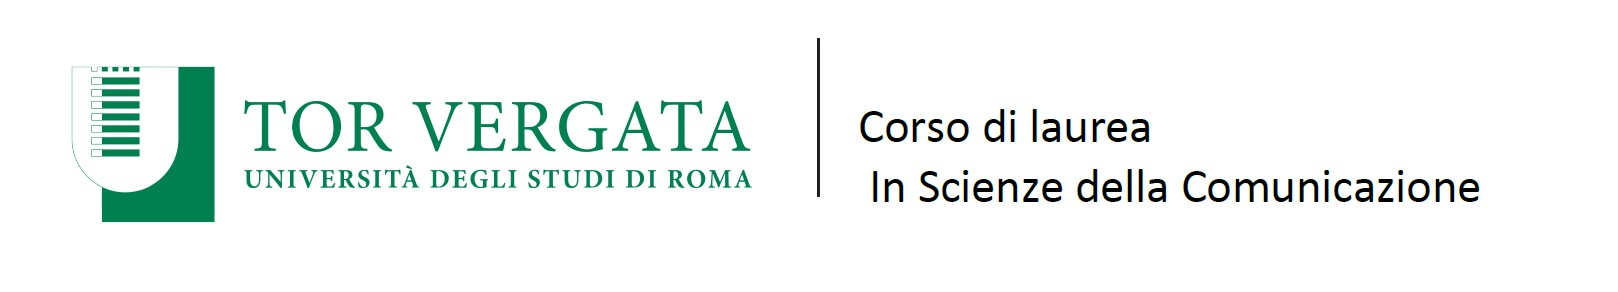 TOR VERGATA
UNIVERSITÀ DEGLI STUDI DI ROMA
Corso di laurea
In Scienze della Comunicazione